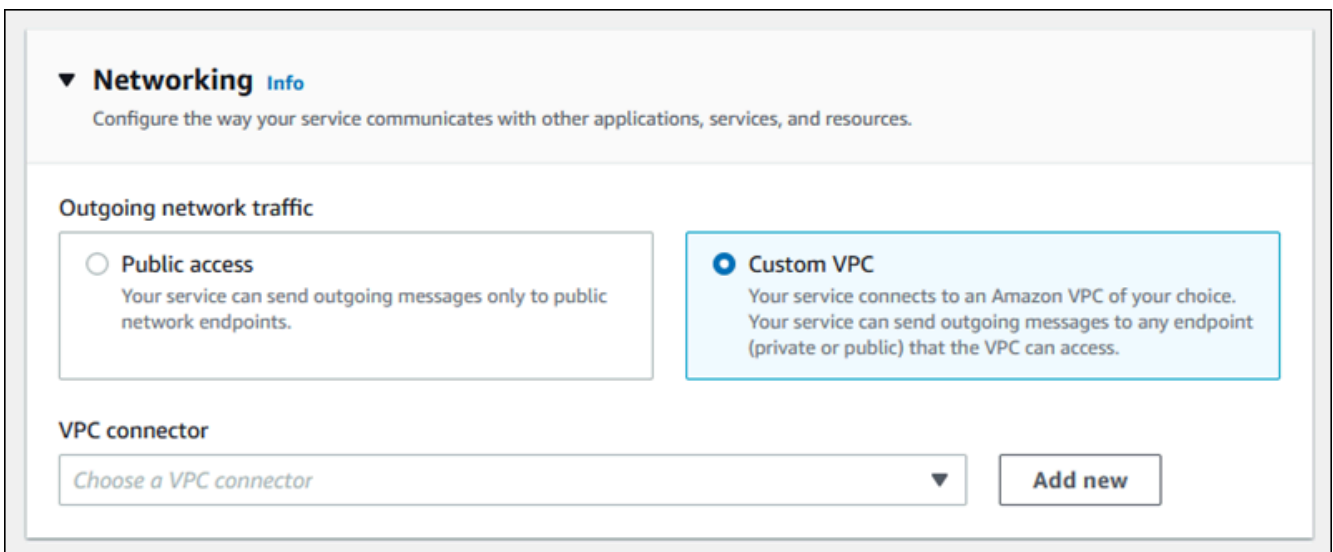 Networking Info
Configure the way your service communicates with other applications, services, and resources.
Outgoing network traffic
Public access
Your service can send outgoing messages only to public
network endpoints.
Custom VPC
Your service connects to an Amazon VPC of your choice.
Your service can send outgoing messages to any endpoint
(private or public) that the VPC can access.
VPC connector
Choose a VPC connector
Add new